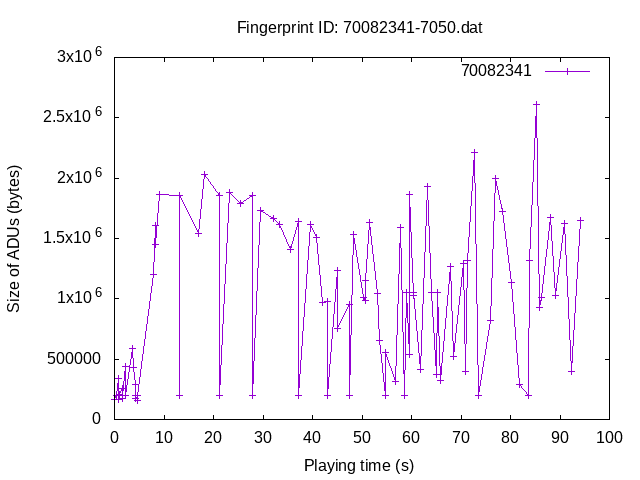 Fingerprint ID: 70082341-7050.dat
70082341
3x10^6
2.5x10^6
2x10^6
1.5x10^6
1x10^6
500000
0
Size of ADUs (bytes)
0 10 20 30 40 50 60 70 80 90 100
Playing time (s)